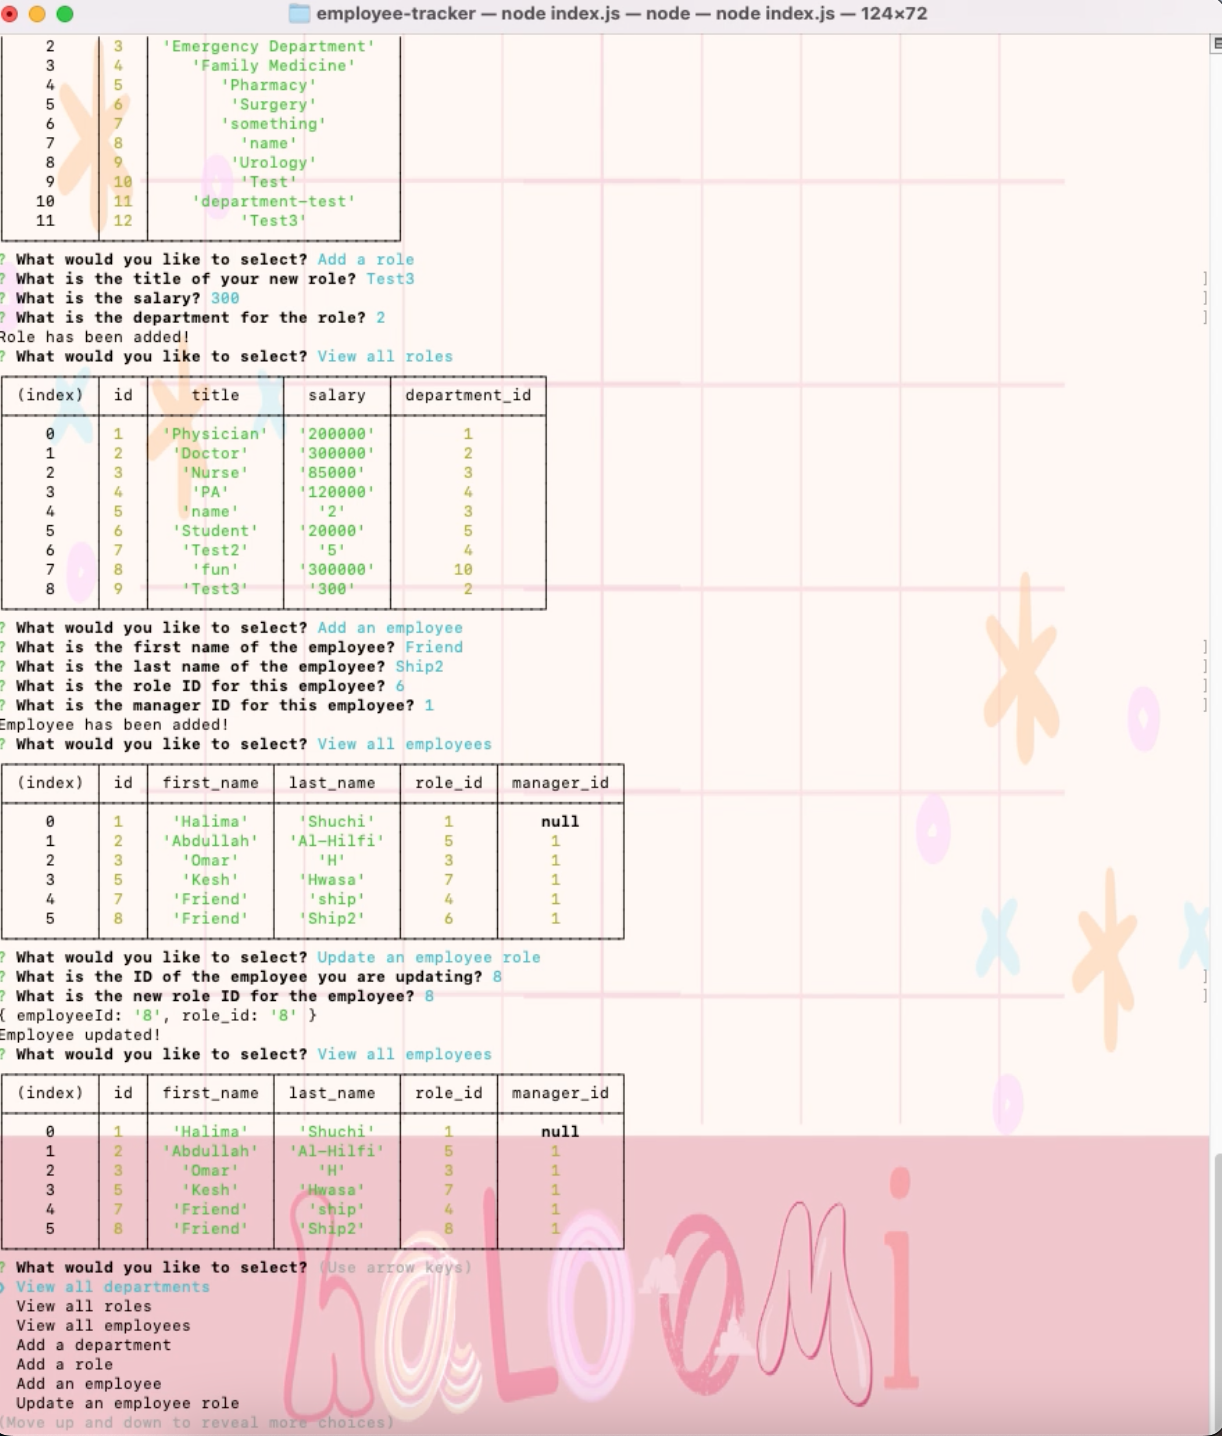 employee-tracker — node index.js — node — node index.js — 124×72
2 3 'Emergency Department'
3 4 'Family Medicine'
4 5 'Pharmacy'
5 6 'Surgery'
6 7 'something'
7 8 'name'
8 9 'Urology'
9 10 'Test'
10 11 'department-test'
11 12 'Test3'
? What would you like to select? Add a role
? What is the title of your new role? Test3
? What is the salary? 300
? What is the department for the role? 2
Role has been added!
? What would you like to select? View all roles
(index) id title salary department_id
0 1 'Physician' '200000' 1
1 2 'Doctor' '300000' 2
2 3 'Nurse' '85000' 3
3 4 'PA' '120000' 4
4 5 'name' '2' 3
5 6 'Student' '20000' 5
6 7 'Test2' '5' 4
7 8 'fun' '300000' 10
8 9 'Test3' '300' 2
? What would you like to select? Add an employee
? What is the first name of the employee? Friend
? What is the last name of the employee? Ship2
? What is the role ID for this employee? 6
? What is the manager ID for this employee? 1
Employee has been added!
? What would you like to select? View all employees
(index) id first_name last_name role_id manager_id
0 1 'Halima' 'Shuchi' 1 null
1 2 'Abdullah' 'Al-Hilfi' 5 1
2 3 'Omar' 'H' 3 1
3 5 'Kesh' 'Hwasa' 7 1
4 7 'Friend' 'ship' 4 1
5 8 'Friend' 'Ship2' 6 1
? What would you like to select? Update an employee role
? What is the ID of the employee you are updating? 8
? What is the new role ID for the employee? 8
{ employeeId: '8', role_id: '8' }
Employee updated!
? What would you like to select? View all employees
(index) id first_name last_name role_id manager_id
0 1 'Halima' 'Shuchi' 1 null
1 2 'Abdullah' 'Al-Hilfi' 5 1
2 3 'Omar' 'H' 3 1
3 5 'Kesh' 'Hwasa' 7 1
4 7 'Friend' 'ship' 4 1
5 8 'Friend' 'Ship2' 8 1
? What would you like to select? (Use arrow keys)
❯ View all departments
View all roles
View all employees
Add a department
Add a role
Add an employee
Update an employee role
(Move up and down to reveal more choices)
haLOOMi